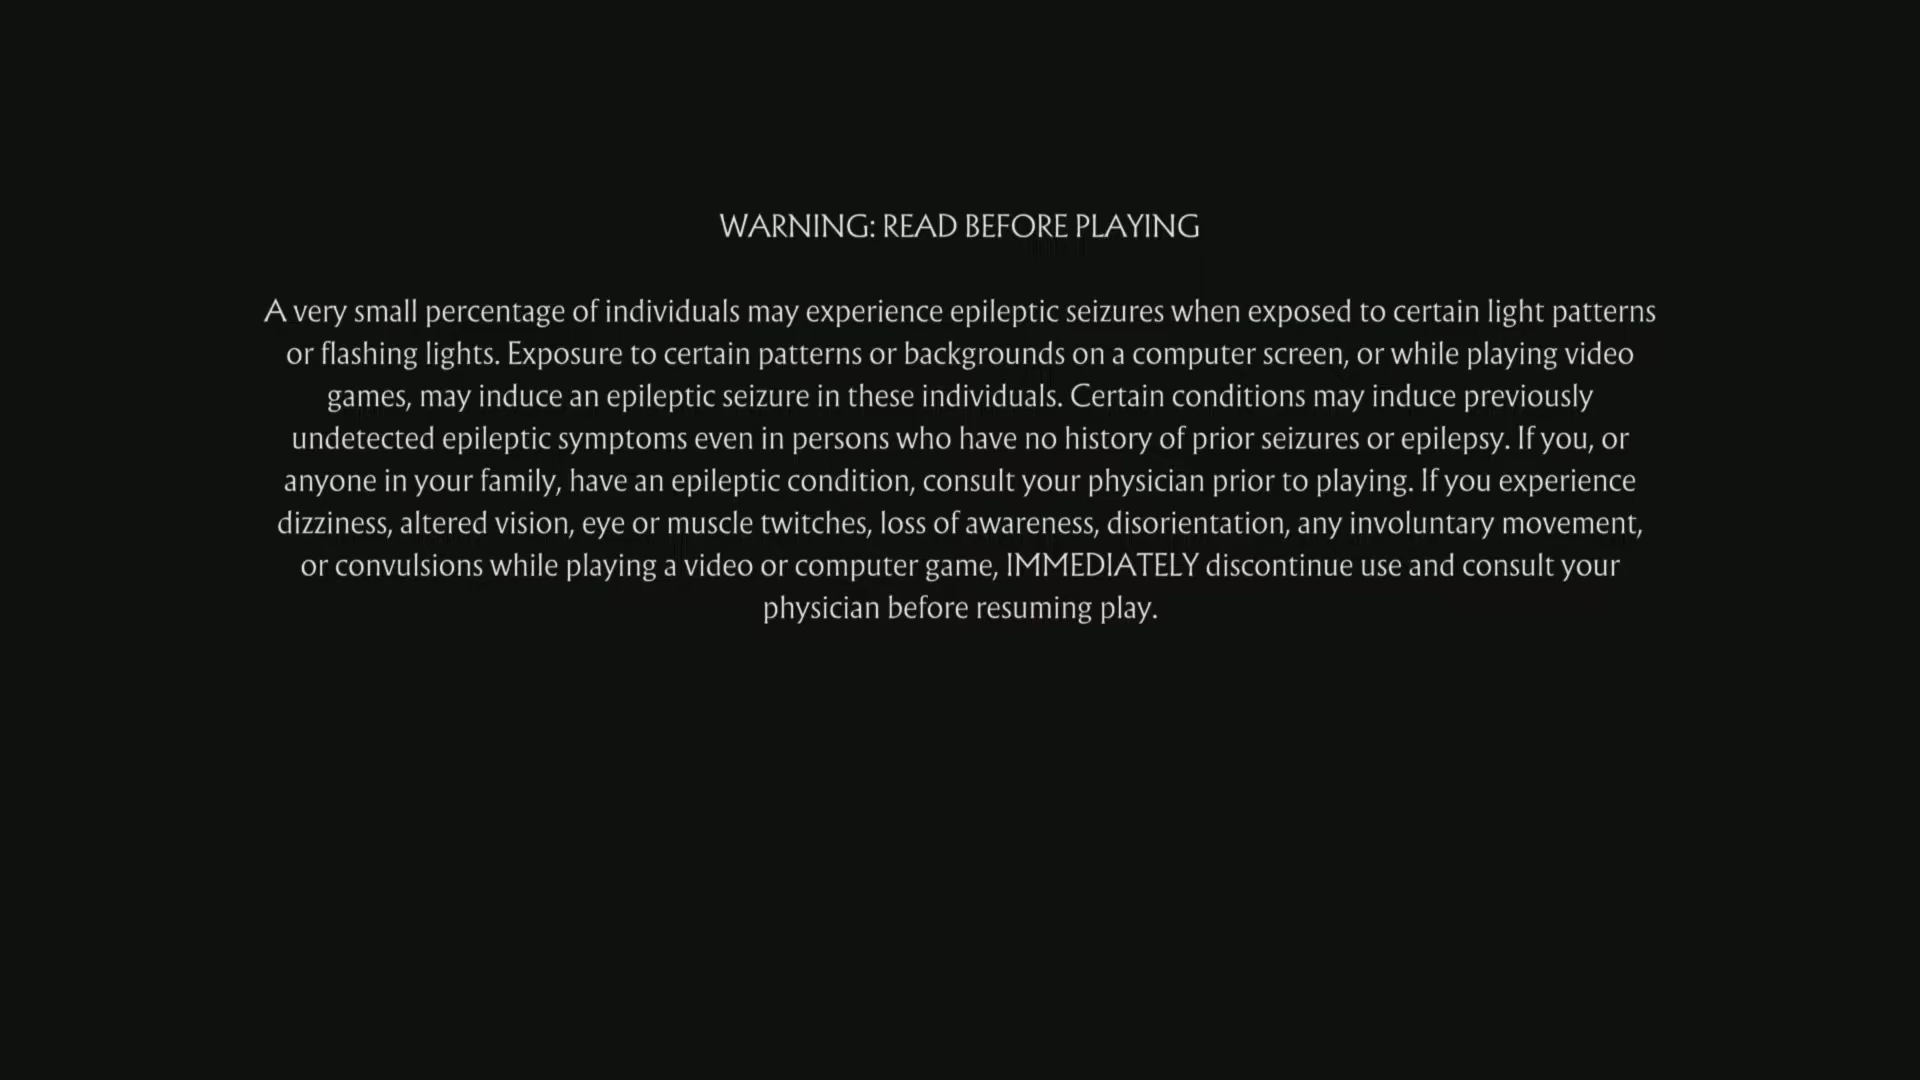 WARNING: READ BEFORE PLAYING
A very small percentage of individuals may experience epileptic seizures when exposed to certain light patterns
or flashing lights. Exposure to certain patterns or backgrounds on a computer screen, or while playing video
games, may induce an epileptic seizure in these individuals. Certain conditions may induce previously
undetected epileptic symptoms even in persons who have no history of prior seizures or epilepsy. If you, or
anyone in your family, have an epileptic condition, consult your physician prior to playing. If you experience
dizziness, altered vision, eye or muscle twitches, loss of awareness, disorientation, any involuntary movement,
or convulsions while playing a video or computer game, IMMEDIATELY discontinue use and consult your
physician before resuming play.